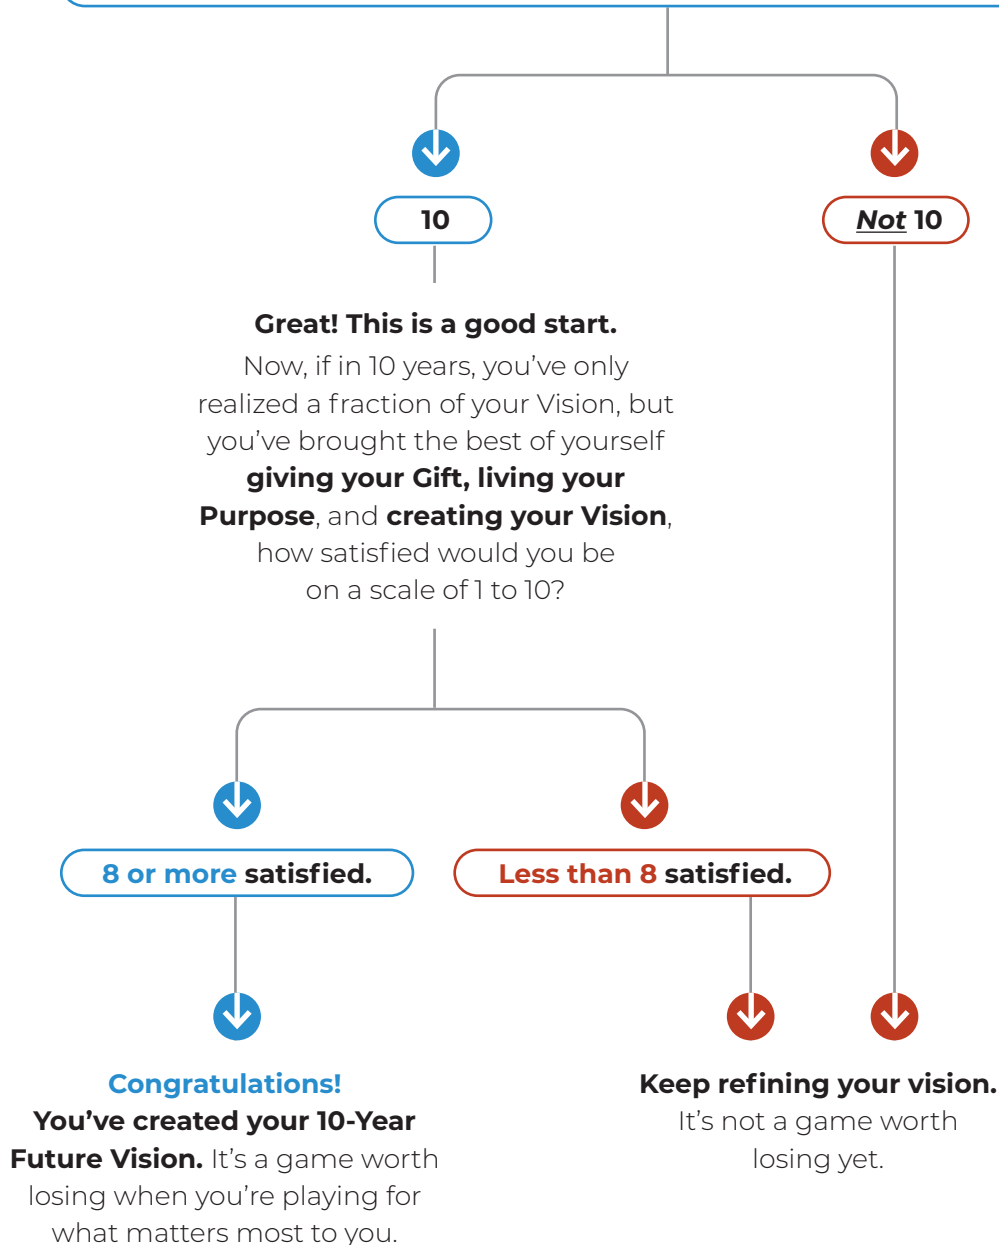 10
Not 10
Great! This is a good start.
Now, if in 10 years, you’ve only
realized a fraction of your Vision, but
you’ve brought the best of yourself
giving your Gift, living your
Purpose, and creating your Vision,
how satisfied would you be
on a scale of 1 to 10?
8 or more satisfied.
Less than 8 satisfied.
Congratulations!
You’ve created your 10-Year
Future Vision. It’s a game worth
losing when you’re playing for
what matters most to you.
Keep refining your vision.
It’s not a game worth
losing yet.